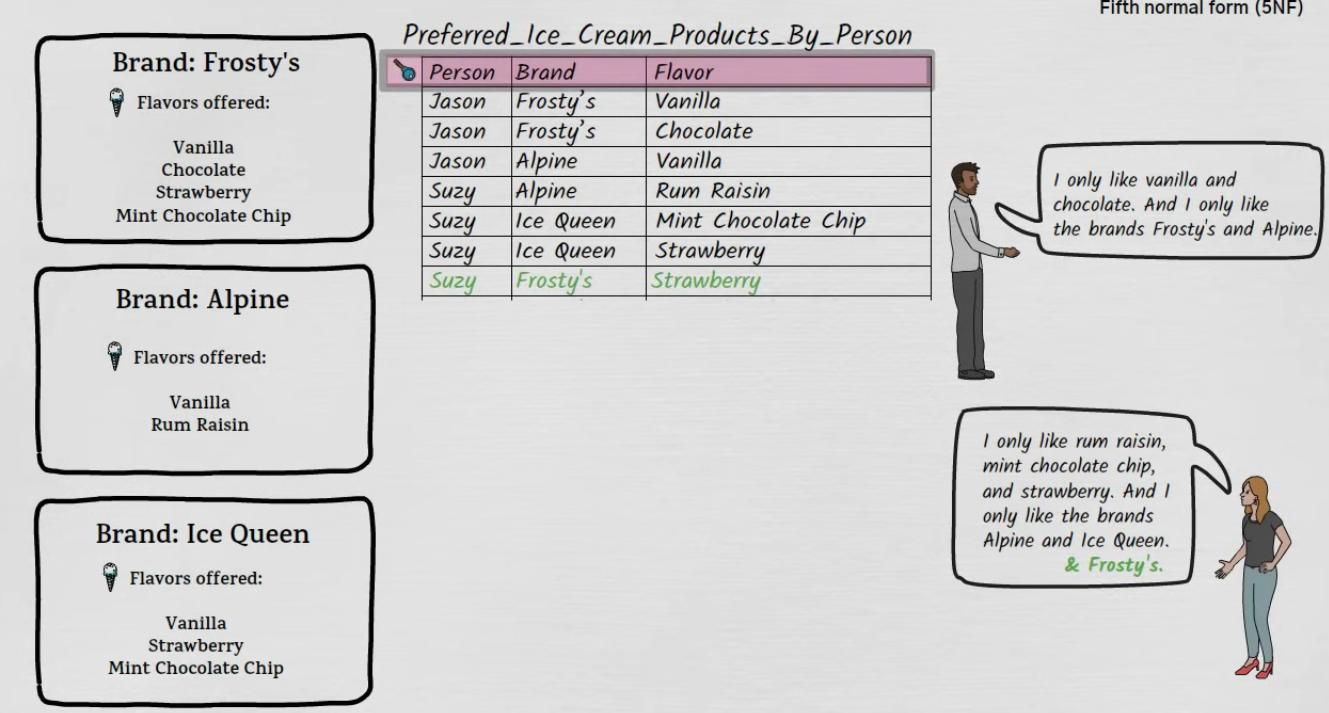 Fifth normal form (5NF)
Brand: Frosty's
Flavors offered:
Vanilla
Chocolate
Strawberry
Mint Chocolate Chip
Brand: Alpine
Flavors offered:
Vanilla
Rum Raisin
Brand: Ice Queen
Flavors offered:
Vanilla
Strawberry
Mint Chocolate Chip
Preferred_Ice_Cream_Products_By_Person
Person Brand Flavor
Jason Frosty's Vanilla
Jason Frosty's Chocolate
Jason Alpine Vanilla
Suzy Alpine Rum Raisin
Suzy Ice Queen Mint Chocolate Chip
Suzy Ice Queen Strawberry
Suzy Frosty's Strawberry
I only like vanilla and
chocolate. And I only like
the brands Frosty's and Alpine.
I only like rum raisin,
mint chocolate chip,
and strawberry. And I
only like the brands
Alpine and Ice Queen.
& Frosty's.